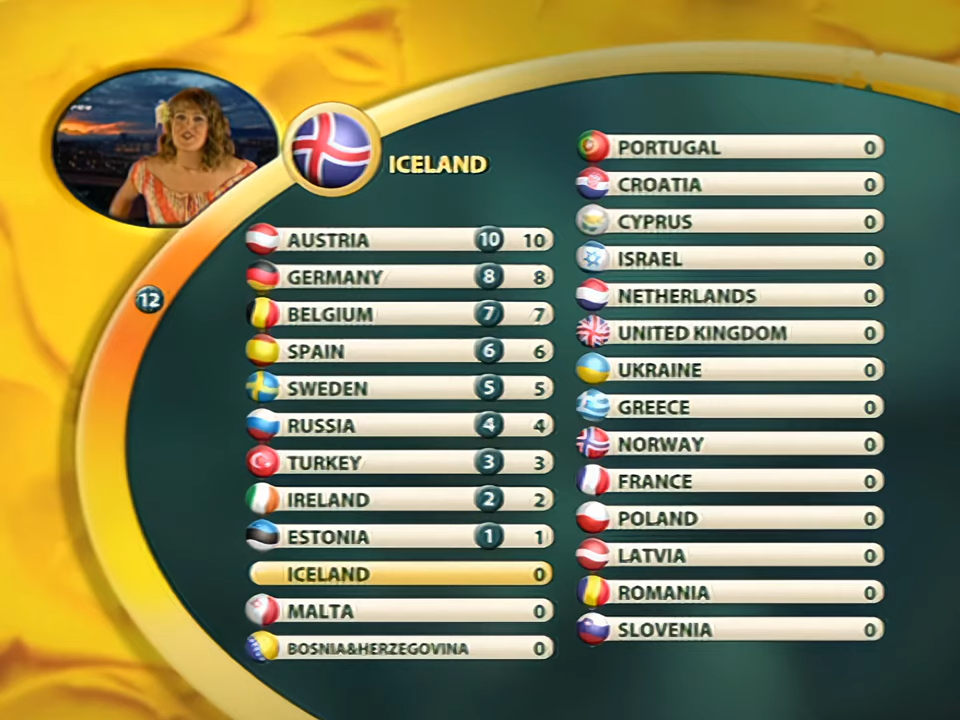 ICELAND
12
AUSTRIA 10 10
GERMANY 8 8
BELGIUM 7 7
SPAIN 6 6
SWEDEN 5 5
RUSSIA 4 4
TURKEY 3 3
IRELAND 2 2
ESTONIA 1 1
ICELAND 0
MALTA 0
BOSNIA&HERZEGOVINA 0
PORTUGAL 0
CROATIA 0
CYPRUS 0
ISRAEL 0
NETHERLANDS 0
UNITED KINGDOM 0
UKRAINE 0
GREECE 0
NORWAY 0
FRANCE 0
POLAND 0
LATVIA 0
ROMANIA 0
SLOVENIA 0